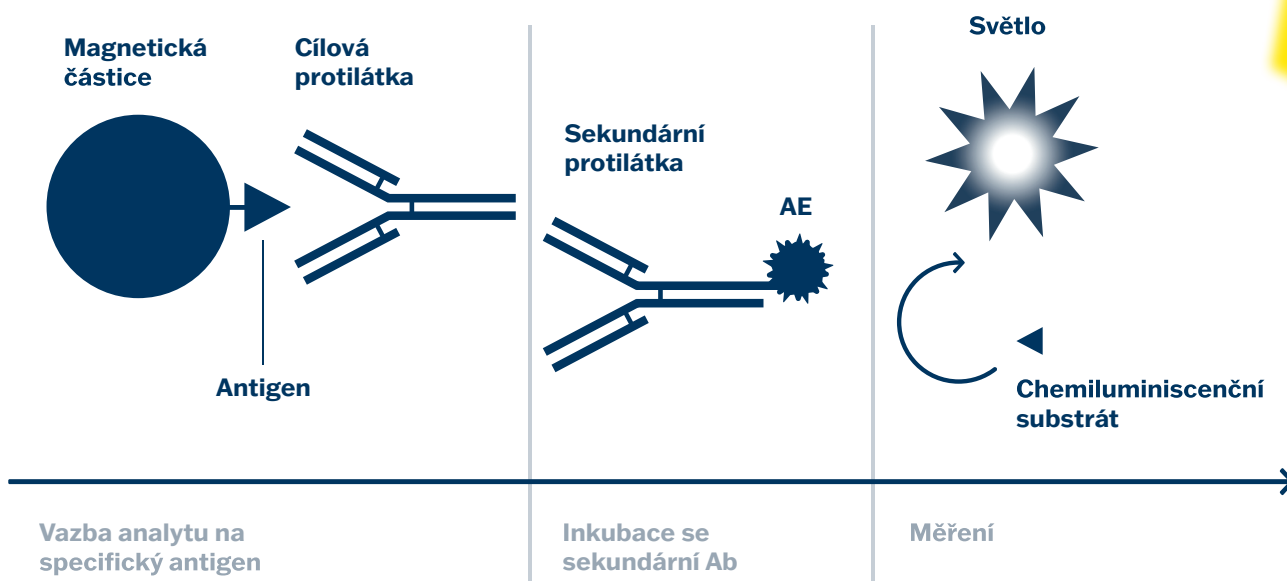 Magnetická
částice
Cílová
protilátka
Antigen
Sekundární
protilátka
AE
Světlo
Chemiluminiscenční
substrát
Vazba analytu na
specifický antigen
Inkubace se
sekundární Ab
Měření